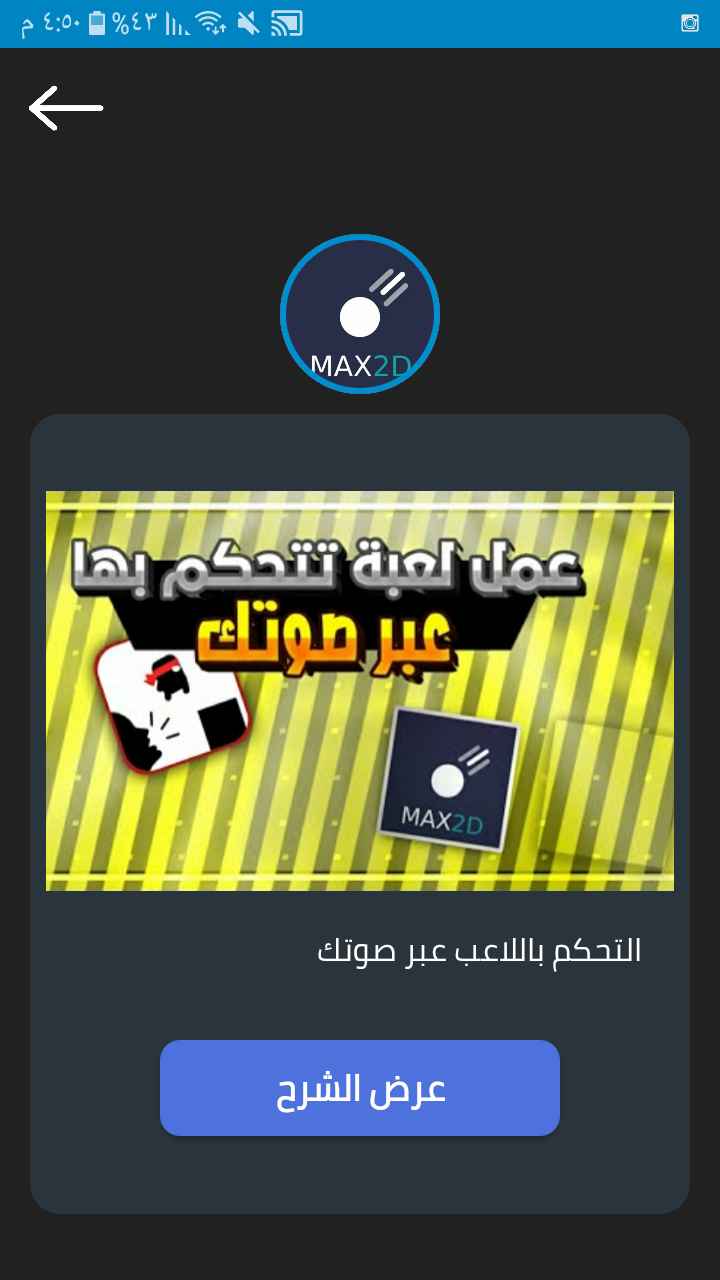 ٤:٥٠ م ٤٣%
MAX2D
عمل لعبة تتحكم بها
عبر صوتك
MAX2D
التحكم باللاعب عبر صوتك
عرض الشرح